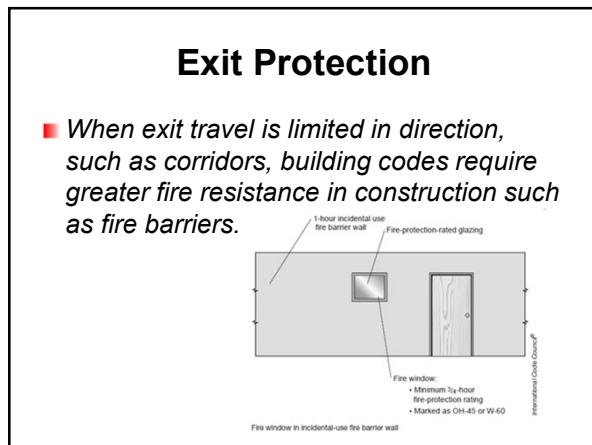 Exit Protection
When exit travel is limited in direction,
such as corridors, building codes require
greater fire resistance in construction such
as fire barriers.
1-hour incidental use
fire barrier wall
Fire-protection-rated glazing
Fire window:
• Minimum 3/4-hour
fire-protection rating
• Marked as OH-45 or W-60
International Code Council®
Fire window in incidental-use fire barrier wall